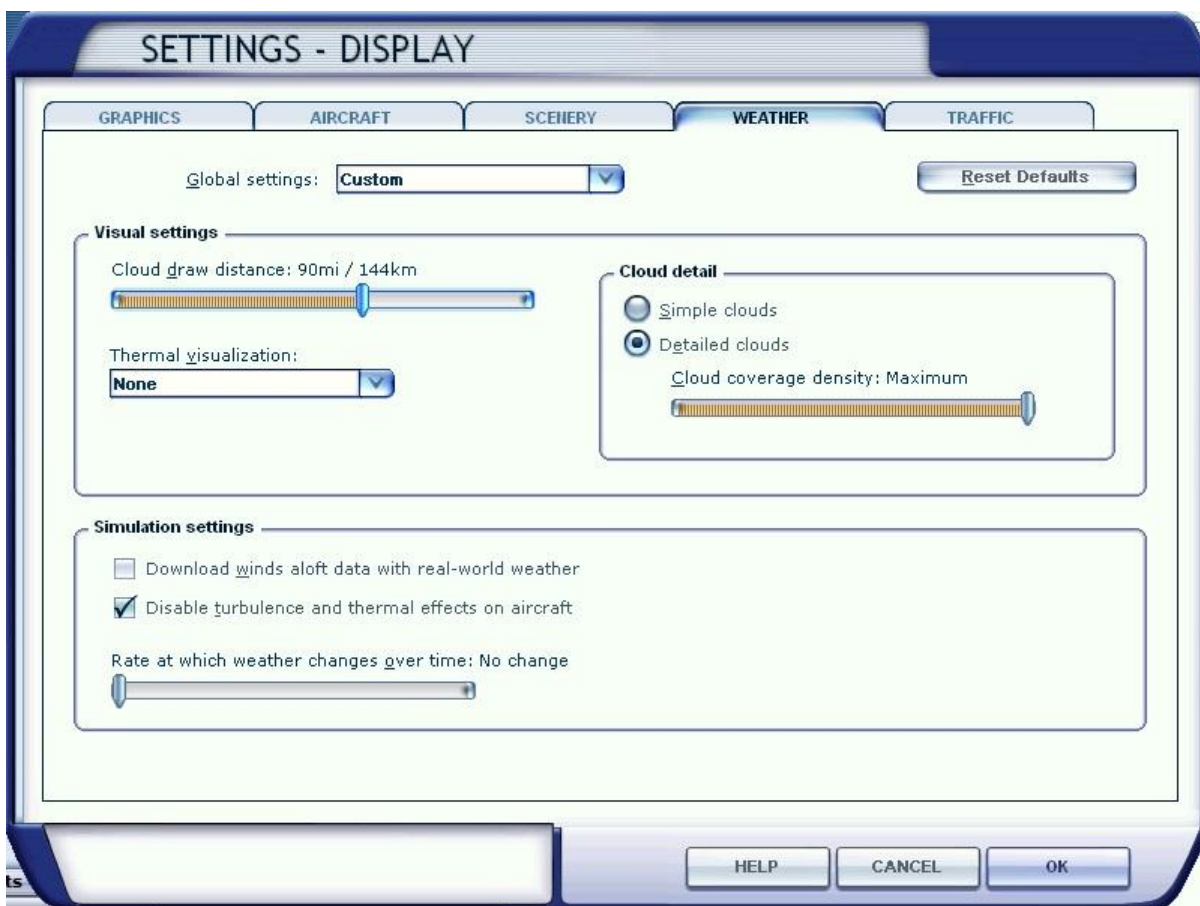 SETTINGS - DISPLAY
GRAPHICS AIRCRAFT SCENERY WEATHER TRAFFIC
Global settings: Custom Reset Defaults
Visual settings
Cloud draw distance: 90mi / 144km
Thermal visualization:
None
Cloud detail
Simple clouds
Detailed clouds
Cloud coverage density: Maximum
Simulation settings
Download winds aloft data with real-world weather
Disable turbulence and thermal effects on aircraft
Rate at which weather changes over time: No change
HELP CANCEL OK
ts